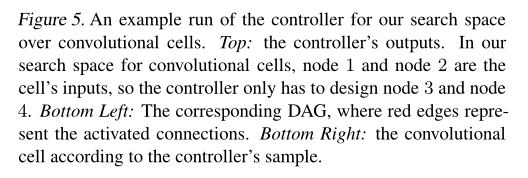 Figure 5. An example run of the controller for our search space
over convolutional cells. Top: the controller's outputs. In our
search space for convolutional cells, node 1 and node 2 are the
cell's inputs, so the controller only has to design node 3 and node
4. Bottom Left: The corresponding DAG, where red edges repre-
sent the activated connections. Bottom Right: the convolutional
cell according to the controller's sample.